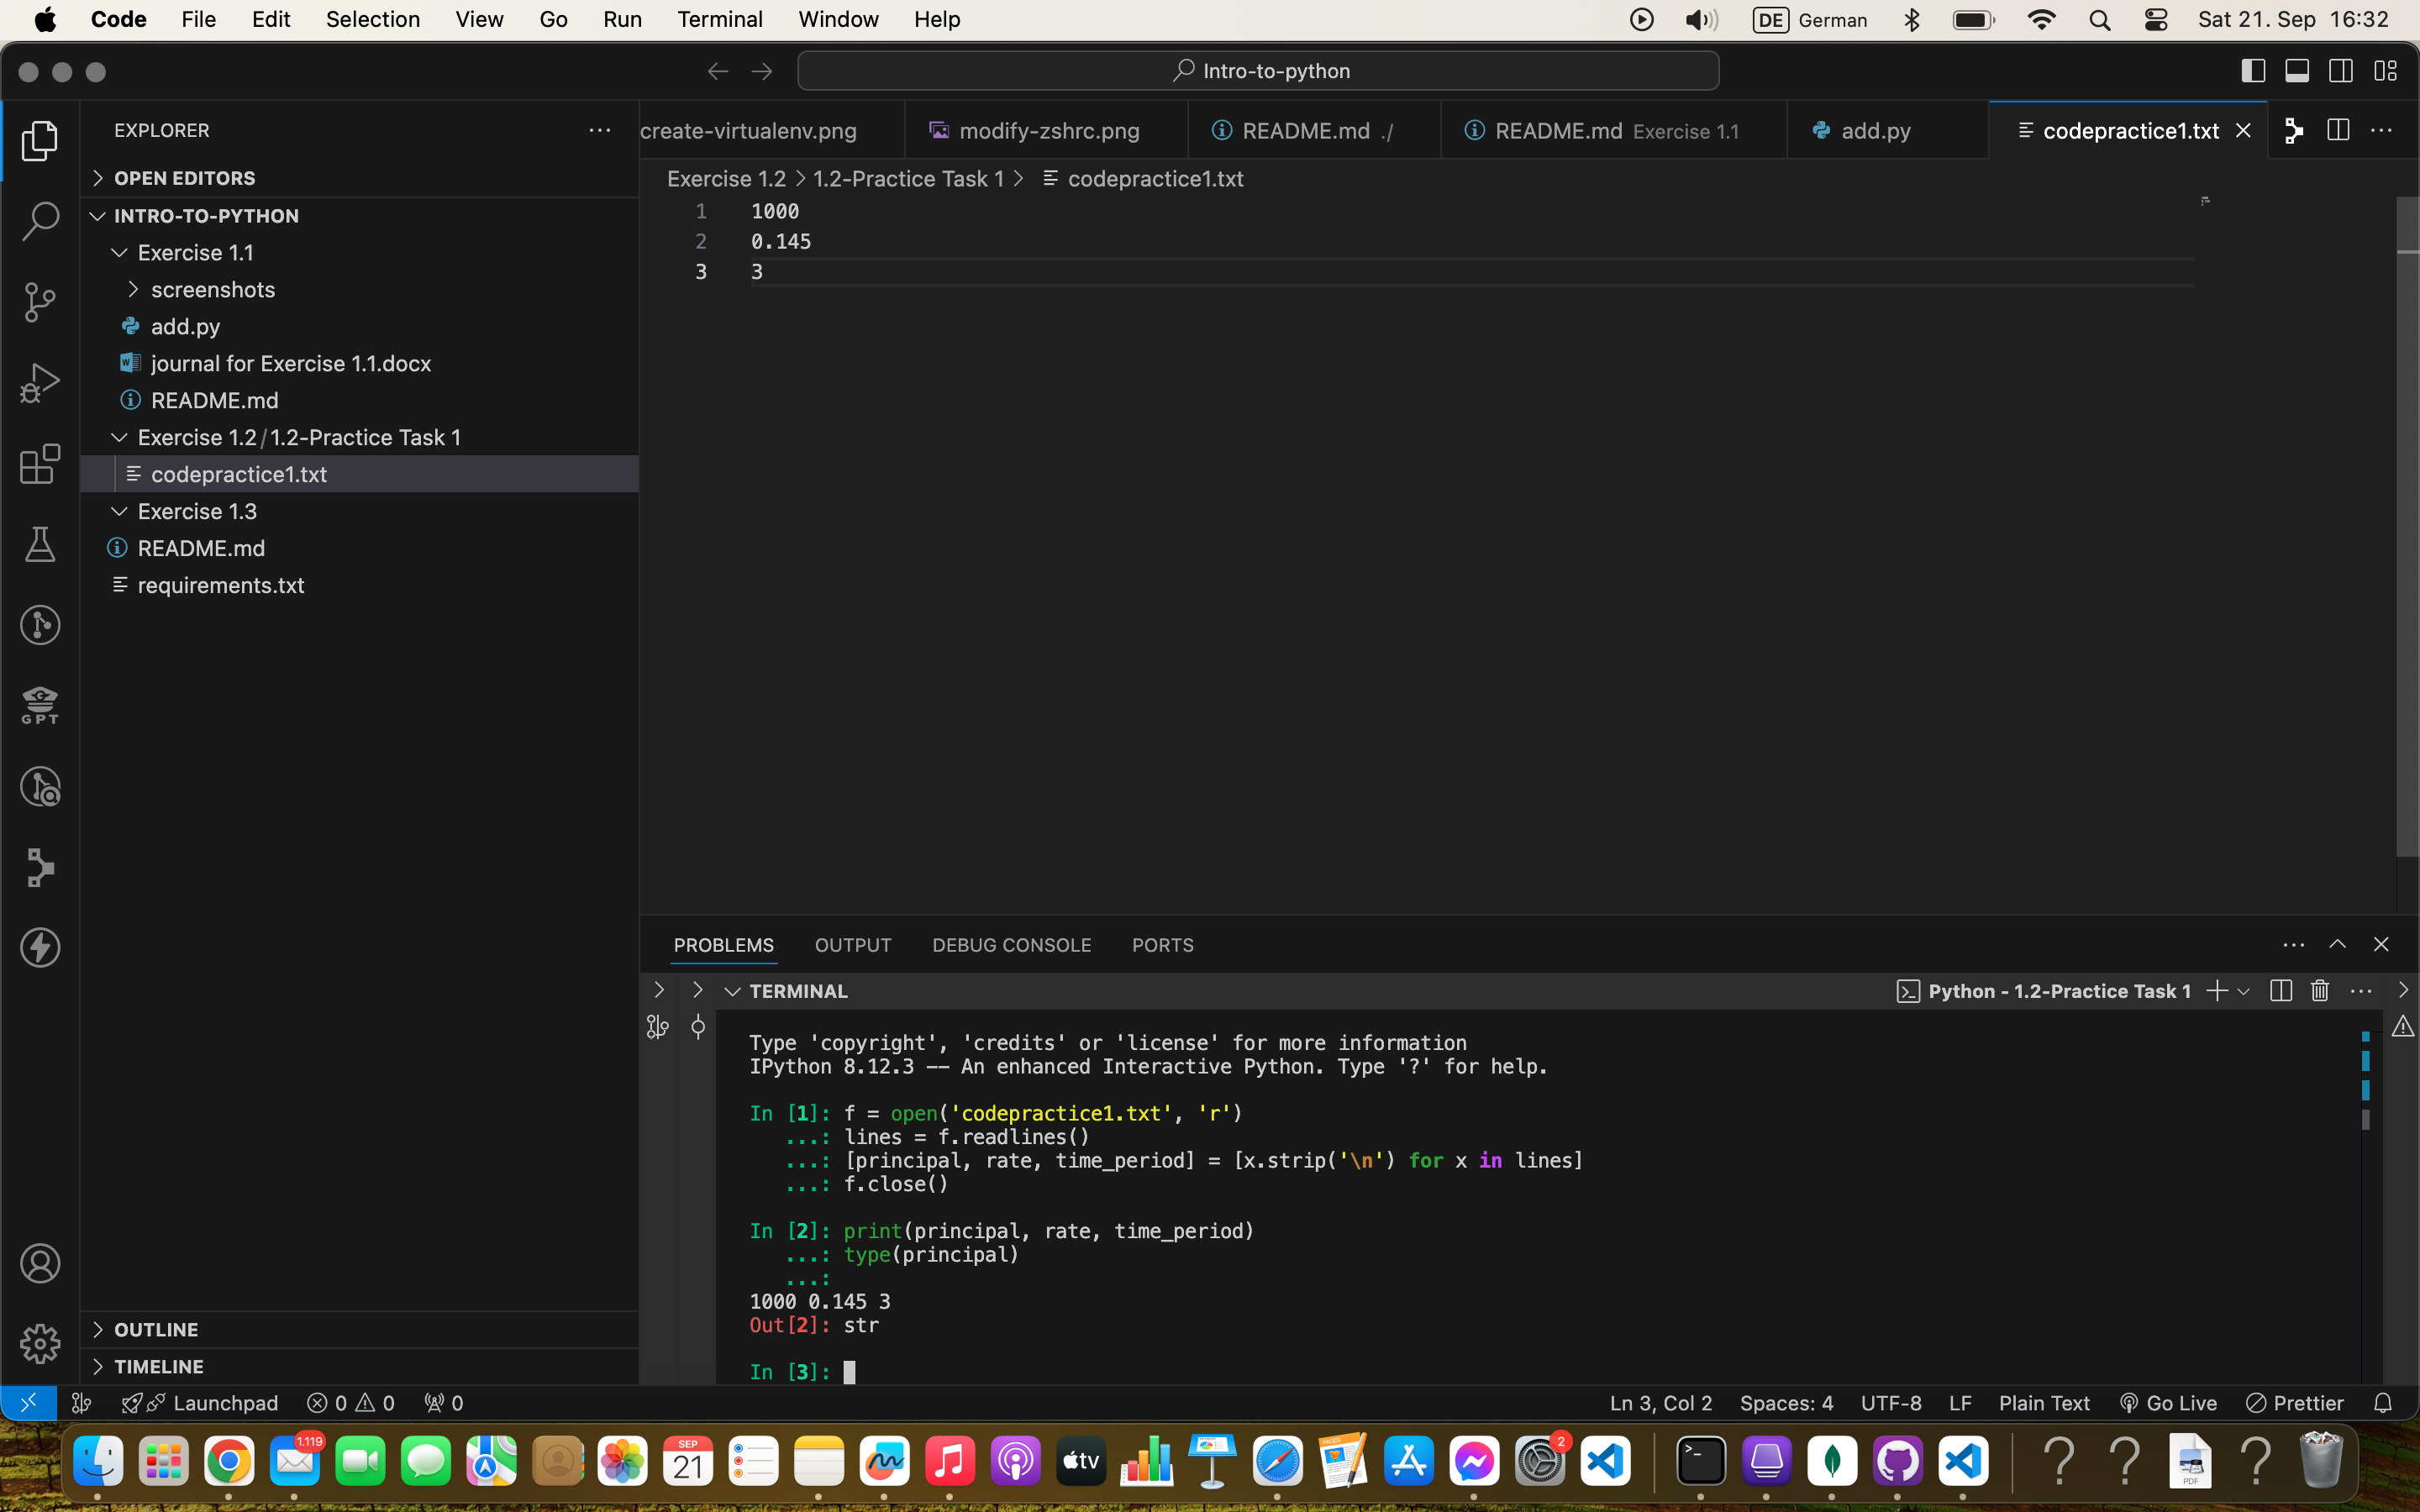 Code File Edit Selection View Go Run Terminal Window Help DE German Sat 21. Sep 16:32
Intro-to-python
EXPLORER
OPEN EDITORS
INTRO-TO-PYTHON
Exercise 1.1
screenshots
add.py
journal for Exercise 1.1.docx
README.md
Exercise 1.2/1.2-Practice Task 1
codepractice1.txt
Exercise 1.3
README.md
requirements.txt
OUTLINE
TIMELINE
GPT
create-virtualenv.png modify-zshrc.png README.md ./ README.md Exercise 1.1 add.py codepractice1.txt
Exercise 1.2 > 1.2-Practice Task 1 > codepractice1.txt
1 1000
2 0.145
3 3
PROBLEMS OUTPUT DEBUG CONSOLE PORTS
TERMINAL Python - 1.2-Practice Task 1
Type 'copyright', 'credits' or 'license' for more information
IPython 8.12.3 -- An enhanced Interactive Python. Type '?' for help.
In [1]: f = open('codepractice1.txt', 'r')
...: lines = f.readlines()
...: [principal, rate, time_period] = [x.strip('\n') for x in lines]
...: f.close()
In [2]: print(principal, rate, time_period)
...: type(principal)
...:
1000 0.145 3
Out[2]: str
In [3]:
Launchpad 0 0 0 Ln 3, Col 2 Spaces: 4 UTF-8 LF Plain Text Go Live Prettier
1.119 SEP 21 tv PAGES 2 >_ ? ? PDF ?